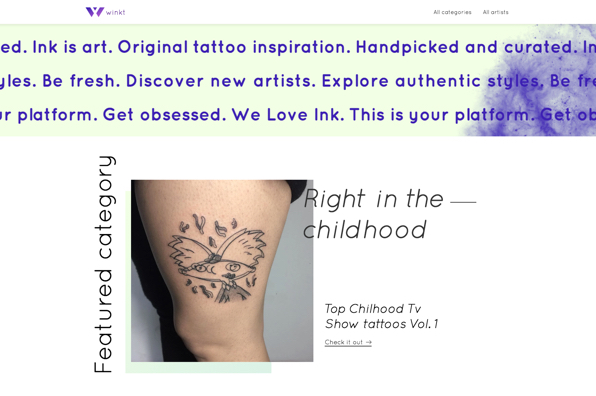 winkt
All categories
All artists
ed. Ink is art. Original tattoo inspiration. Handpicked and curated. In
yles. Be fresh. Discover new artists. Explore authentic styles. Be fre
ur platform. Get obsessed. We Love Ink. This is your platform. Get ob
Featured category
Right in the —
childhood
Top Chilhood Tv
Show tattoos Vol. 1
Check it out →